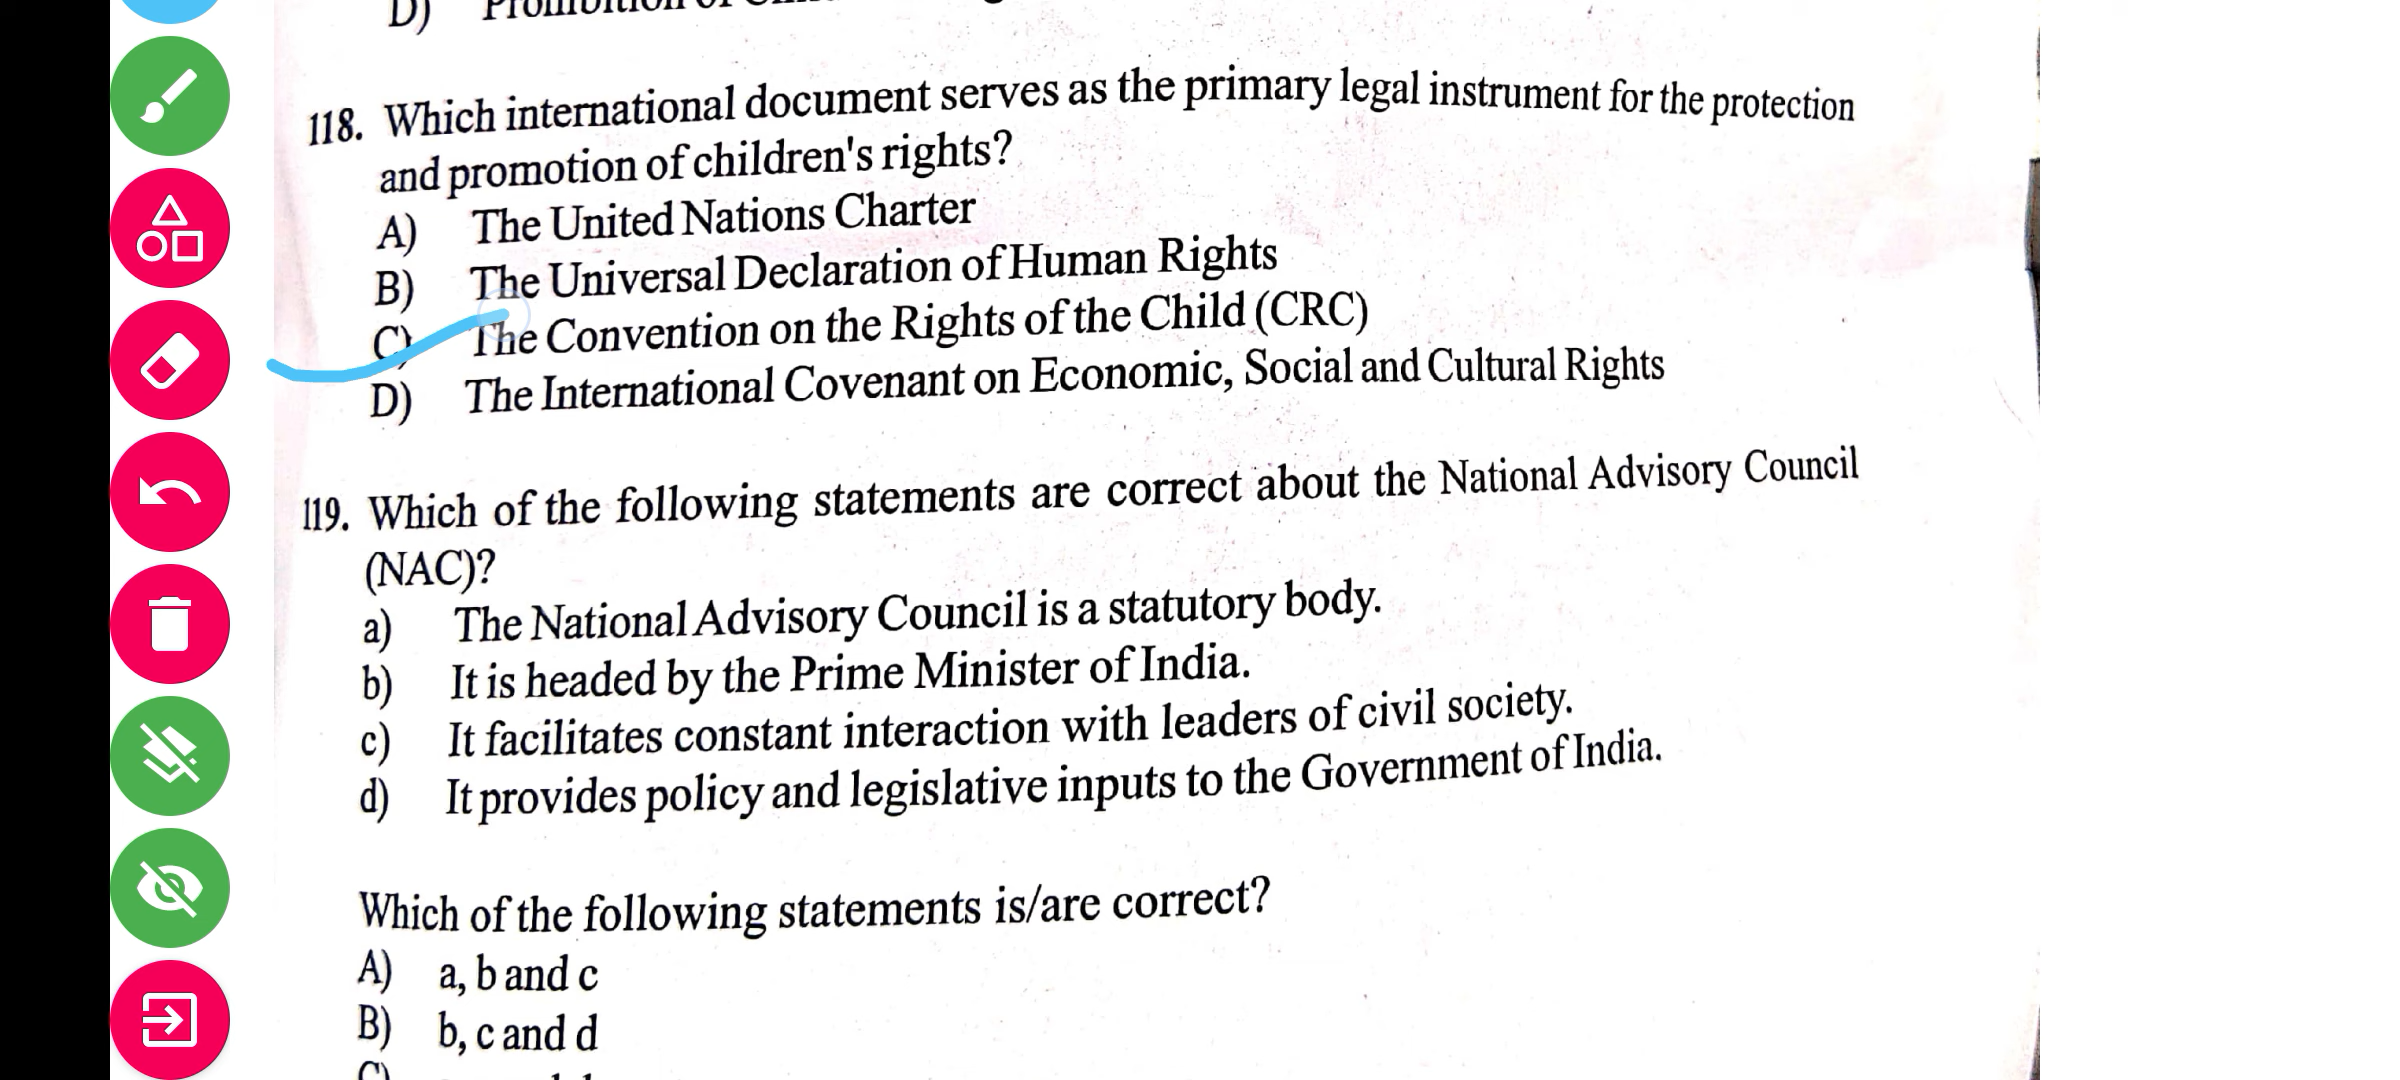 118. Which international document serves as the primary legal instrument for the protection
and promotion of children's rights?
A) The United Nations Charter
B) The Universal Declaration of Human Rights
C) The Convention on the Rights of the Child (CRC)
D) The International Covenant on Economic, Social and Cultural Rights
119. Which of the following statements are correct about the National Advisory Council
(NAC)?
a) The National Advisory Council is a statutory body.
b) It is headed by the Prime Minister of India.
c) It facilitates constant interaction with leaders of civil society.
d) It provides policy and legislative inputs to the Government of India.
Which of the following statements is/are correct?
A) a, b and c
B) b, c and d